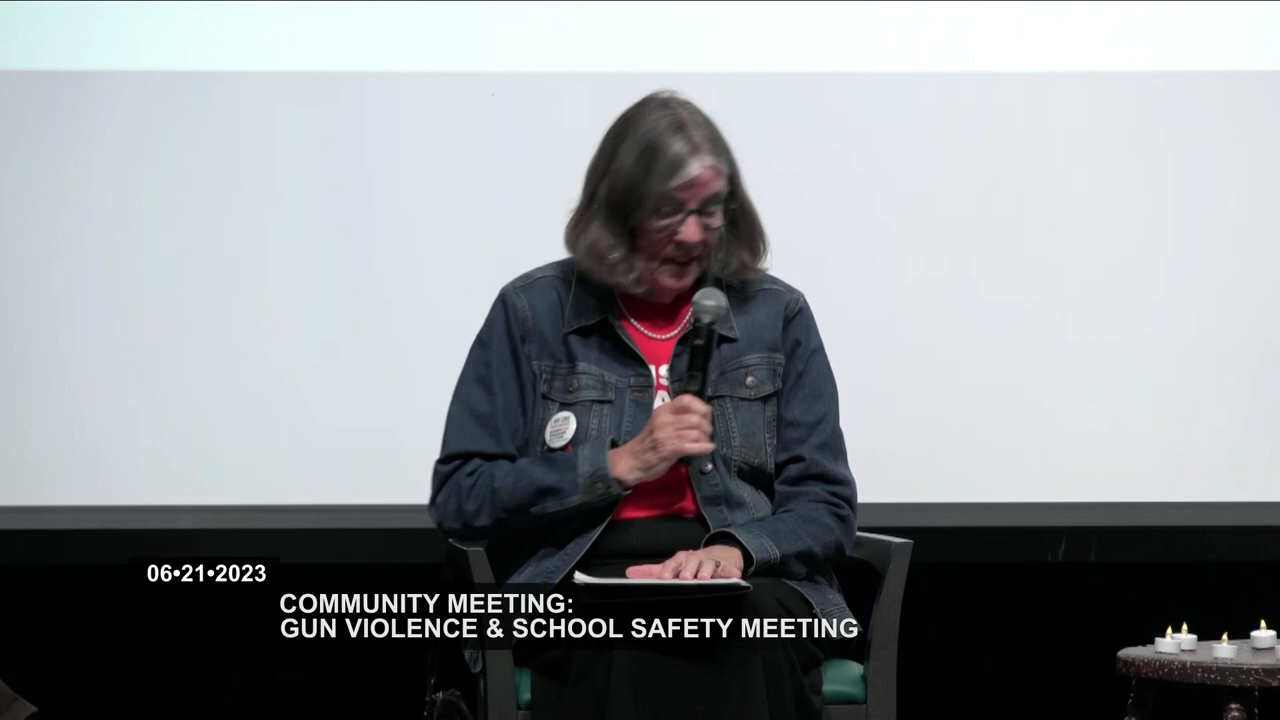 06•21•2023
COMMUNITY MEETING:
GUN VIOLENCE & SCHOOL SAFETY MEETING